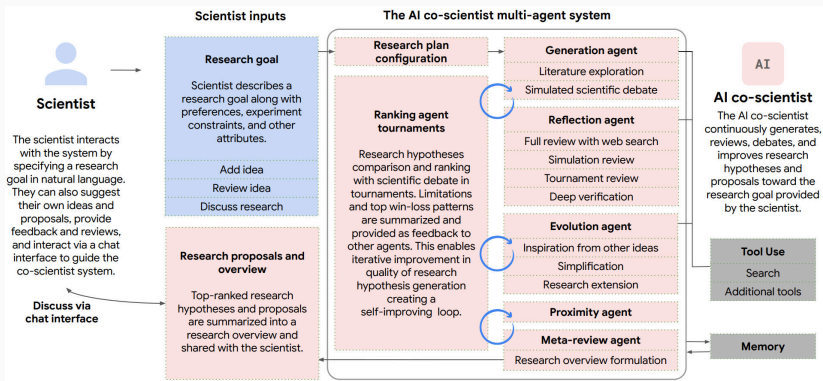 Scientist inputs
The AI co-scientist multi-agent system
Scientist
The scientist interacts
with the system by
specifying a research
goal in natural language.
They can also suggest
their own ideas and
proposals, provide
feedback and reviews,
and interact via a chat
interface to guide the
co-scientist system.
Discuss via
chat interface
Research goal
Scientist describes a
research goal along with
preferences, experiment
constraints, and other
attributes.
Add idea
Review idea
Discuss research
Research proposals and
overview
Top-ranked research
hypotheses and proposals
are summarized into a
research overview and
shared with the scientist.
Research plan
configuration
Ranking agent
tournaments
Research hypotheses
comparison and ranking
with scientific debate in
tournaments. Limitations
and top win-loss patterns
are summarized and
provided as feedback to
other agents. This enables
iterative improvement in
quality of research
hypothesis generation
creating a
self-improving loop.
Generation agent
Literature exploration
Simulated scientific debate
Reflection agent
Full review with web search
Simulation review
Tournament review
Deep verification
Evolution agent
Inspiration from other ideas
Simplification
Research extension
Proximity agent
Meta-review agent
Research overview formulation
AI
AI co-scientist
The AI co-scientist
continuously generates,
reviews, debates, and
improves research
hypotheses and
proposals toward the
research goal provided
by the scientist.
Tool Use
Search
Additional tools
Memory